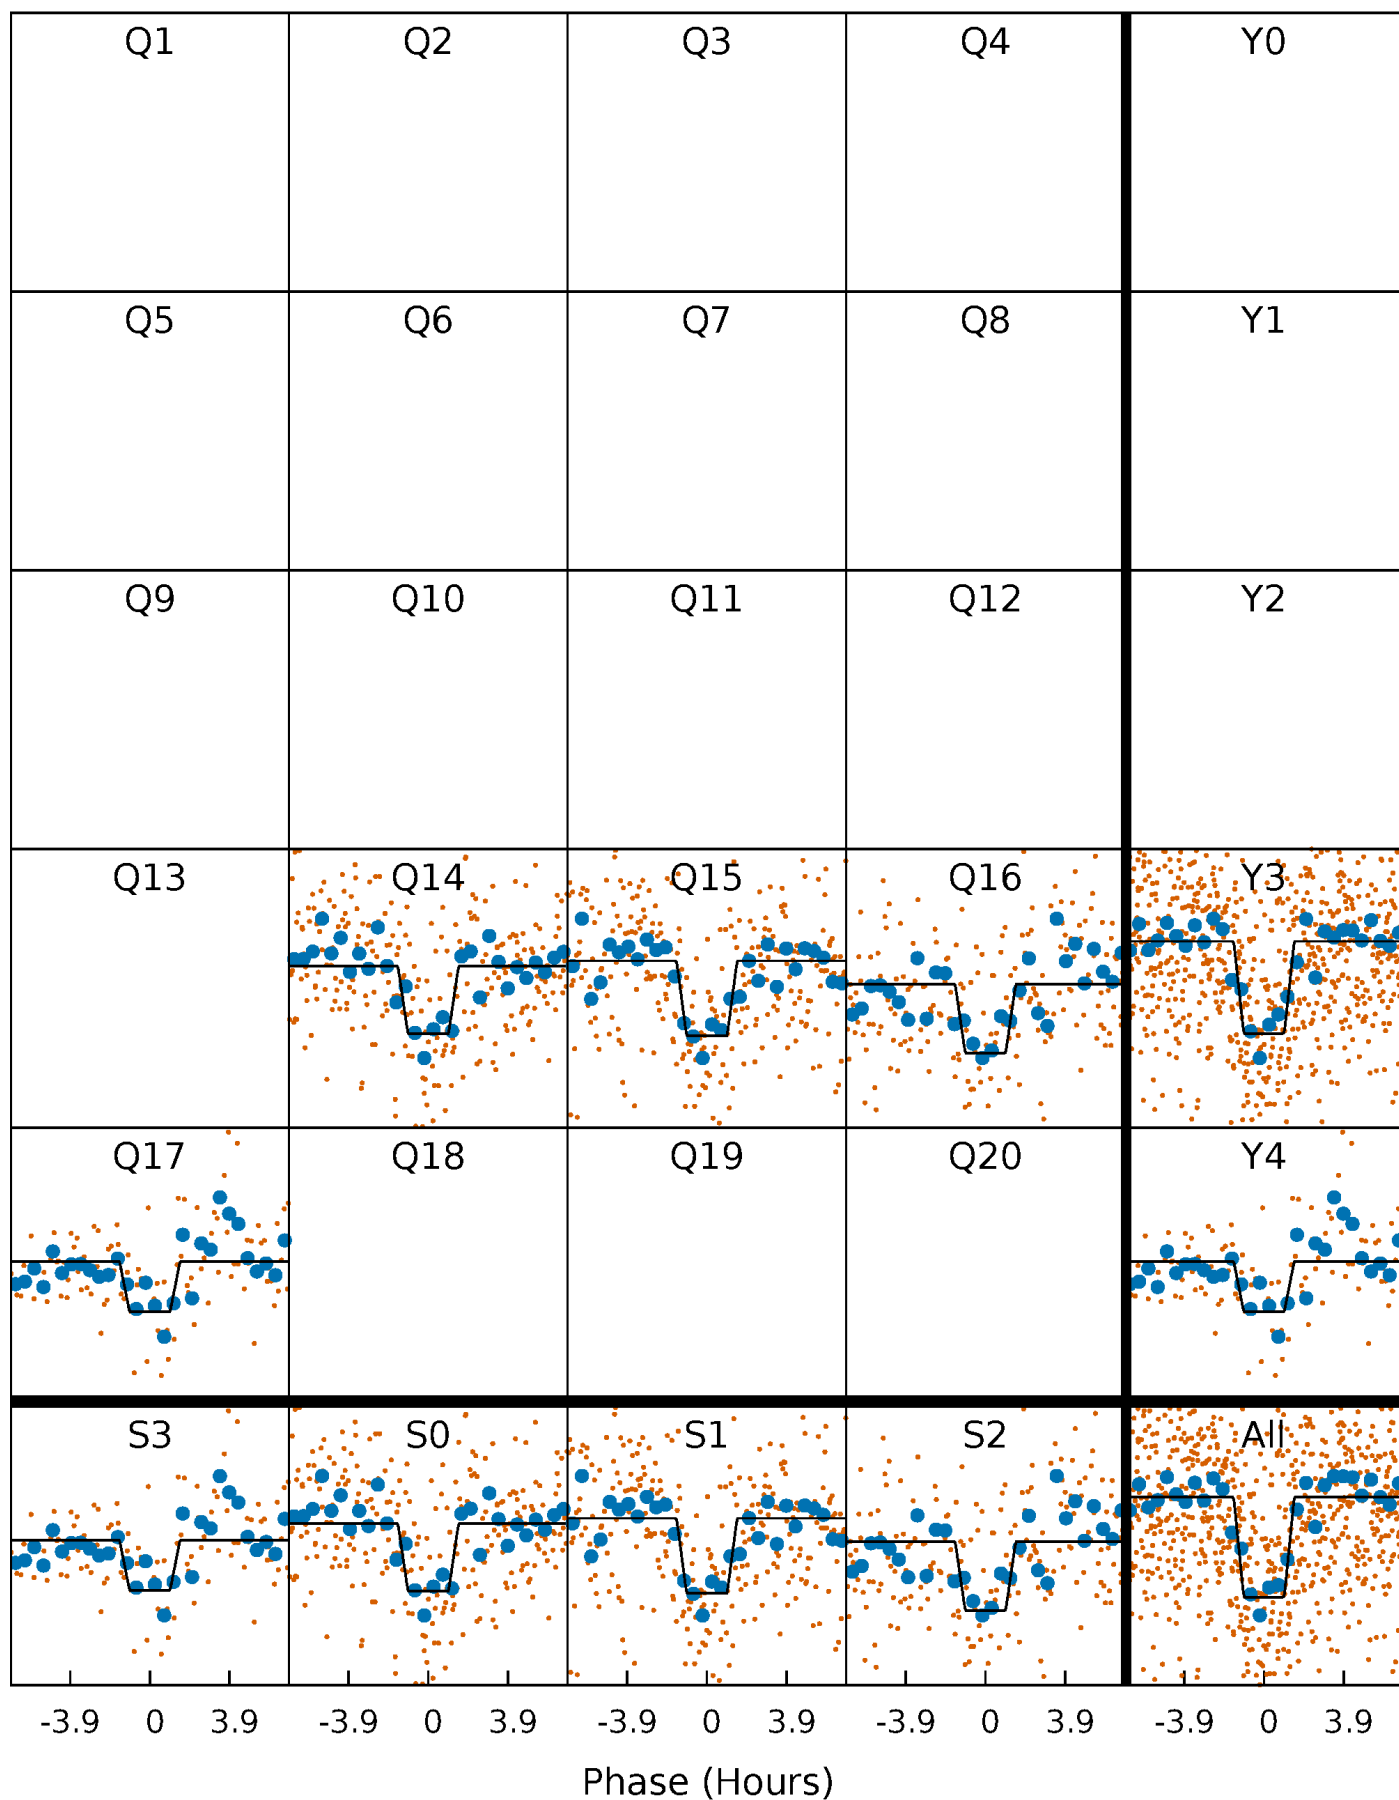 Q1 Q2 Q3 Q4 Y0
Q5 Q6 Q7 Q8 Y1
Q9 Q10 Q11 Q12 Y2
Q13 Q14 Q15 Q16 Y3
Q17 Q18 Q19 Q20 Y4
S3 S0 S1 S2 All
-3.9 0 3.9 -3.9 0 3.9 -3.9 0 3.9 -3.9 0 3.9 -3.9 0 3.9
Phase (Hours)